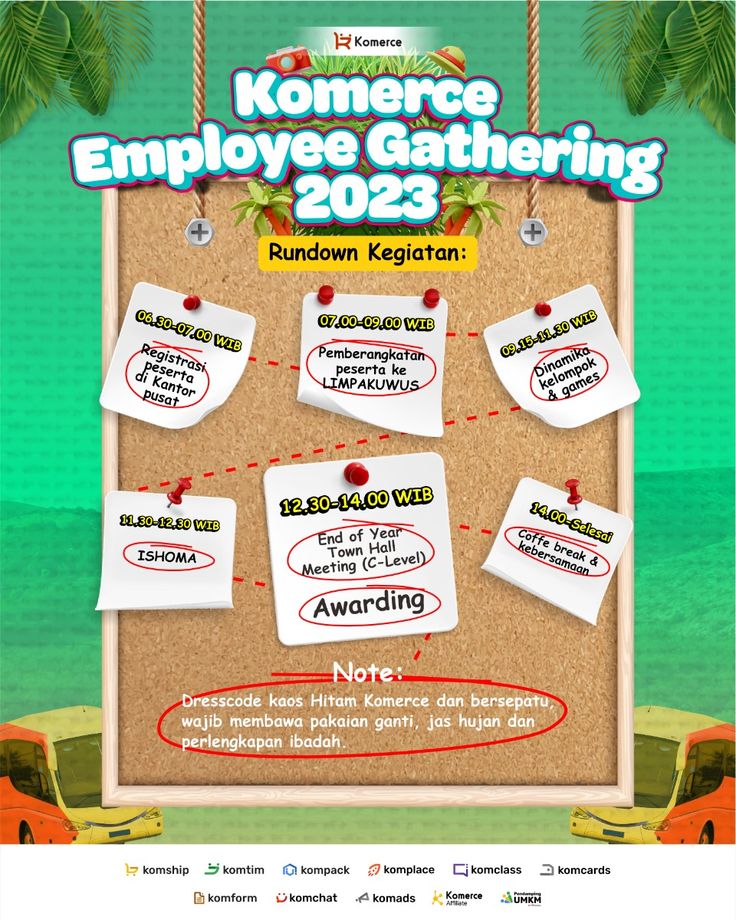 Komerce
Komerce
Employee Gathering
2023
Rundown Kegiatan:
06.30-07.00 WIB
Registrasi
peserta
di Kantor
pusat
07.00-09.00 WIB
Pemberangkatan
peserta ke
LIMPAKUWUS
09.15-11.30 WIB
Dinamika
kelompok
& games
11.30-12.30 WIB
ISHOMA
12.30-14.00 WIB
End of Year
Town Hall
Meeting (C-Level)
Awarding
14.00-Selesai
Coffe break &
kebersamaan
Note:
Dresscode kaos Hitam Komerce dan bersepatu,
wajib membawa pakaian ganti, jas hujan dan
perlengkapan ibadah.
komship komtim kompack komplace komclass komcards
komform komchat komads Komerce Affiliate Pendamping UMKM